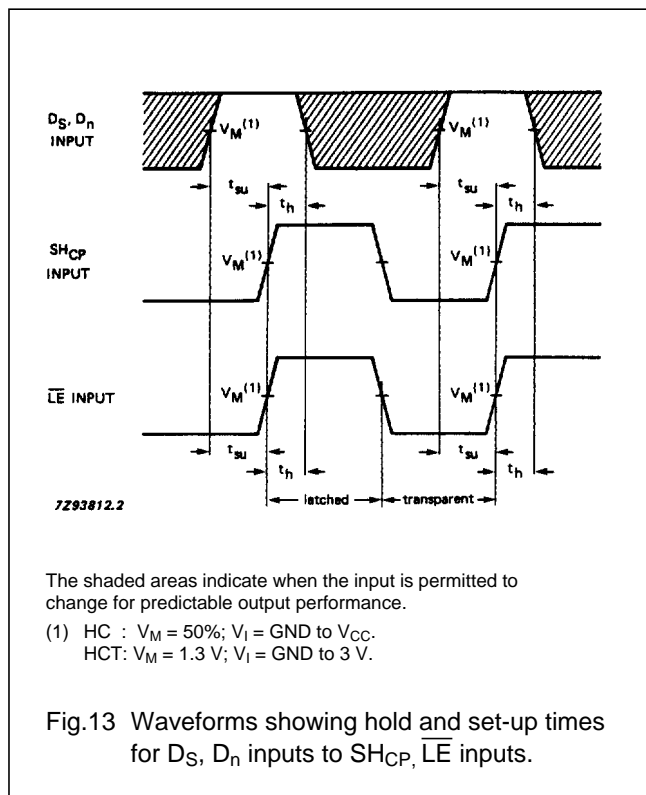 DS, Dn
INPUT
VM(1)
VM(1)
tsu
th
tsu
th
SHCP
INPUT
VM(1)
VM(1)
LE INPUT
VM(1)
VM(1)
tsu
th
tsu
th
latched
transparent
7Z93812.2
The shaded areas indicate when the input is permitted to
change for predictable output performance.
(1) HC : VM = 50%; VI = GND to VCC.
HCT: VM = 1.3 V; VI = GND to 3 V.
Fig.13 Waveforms showing hold and set-up times
for DS, Dn inputs to SHCP, LE inputs.